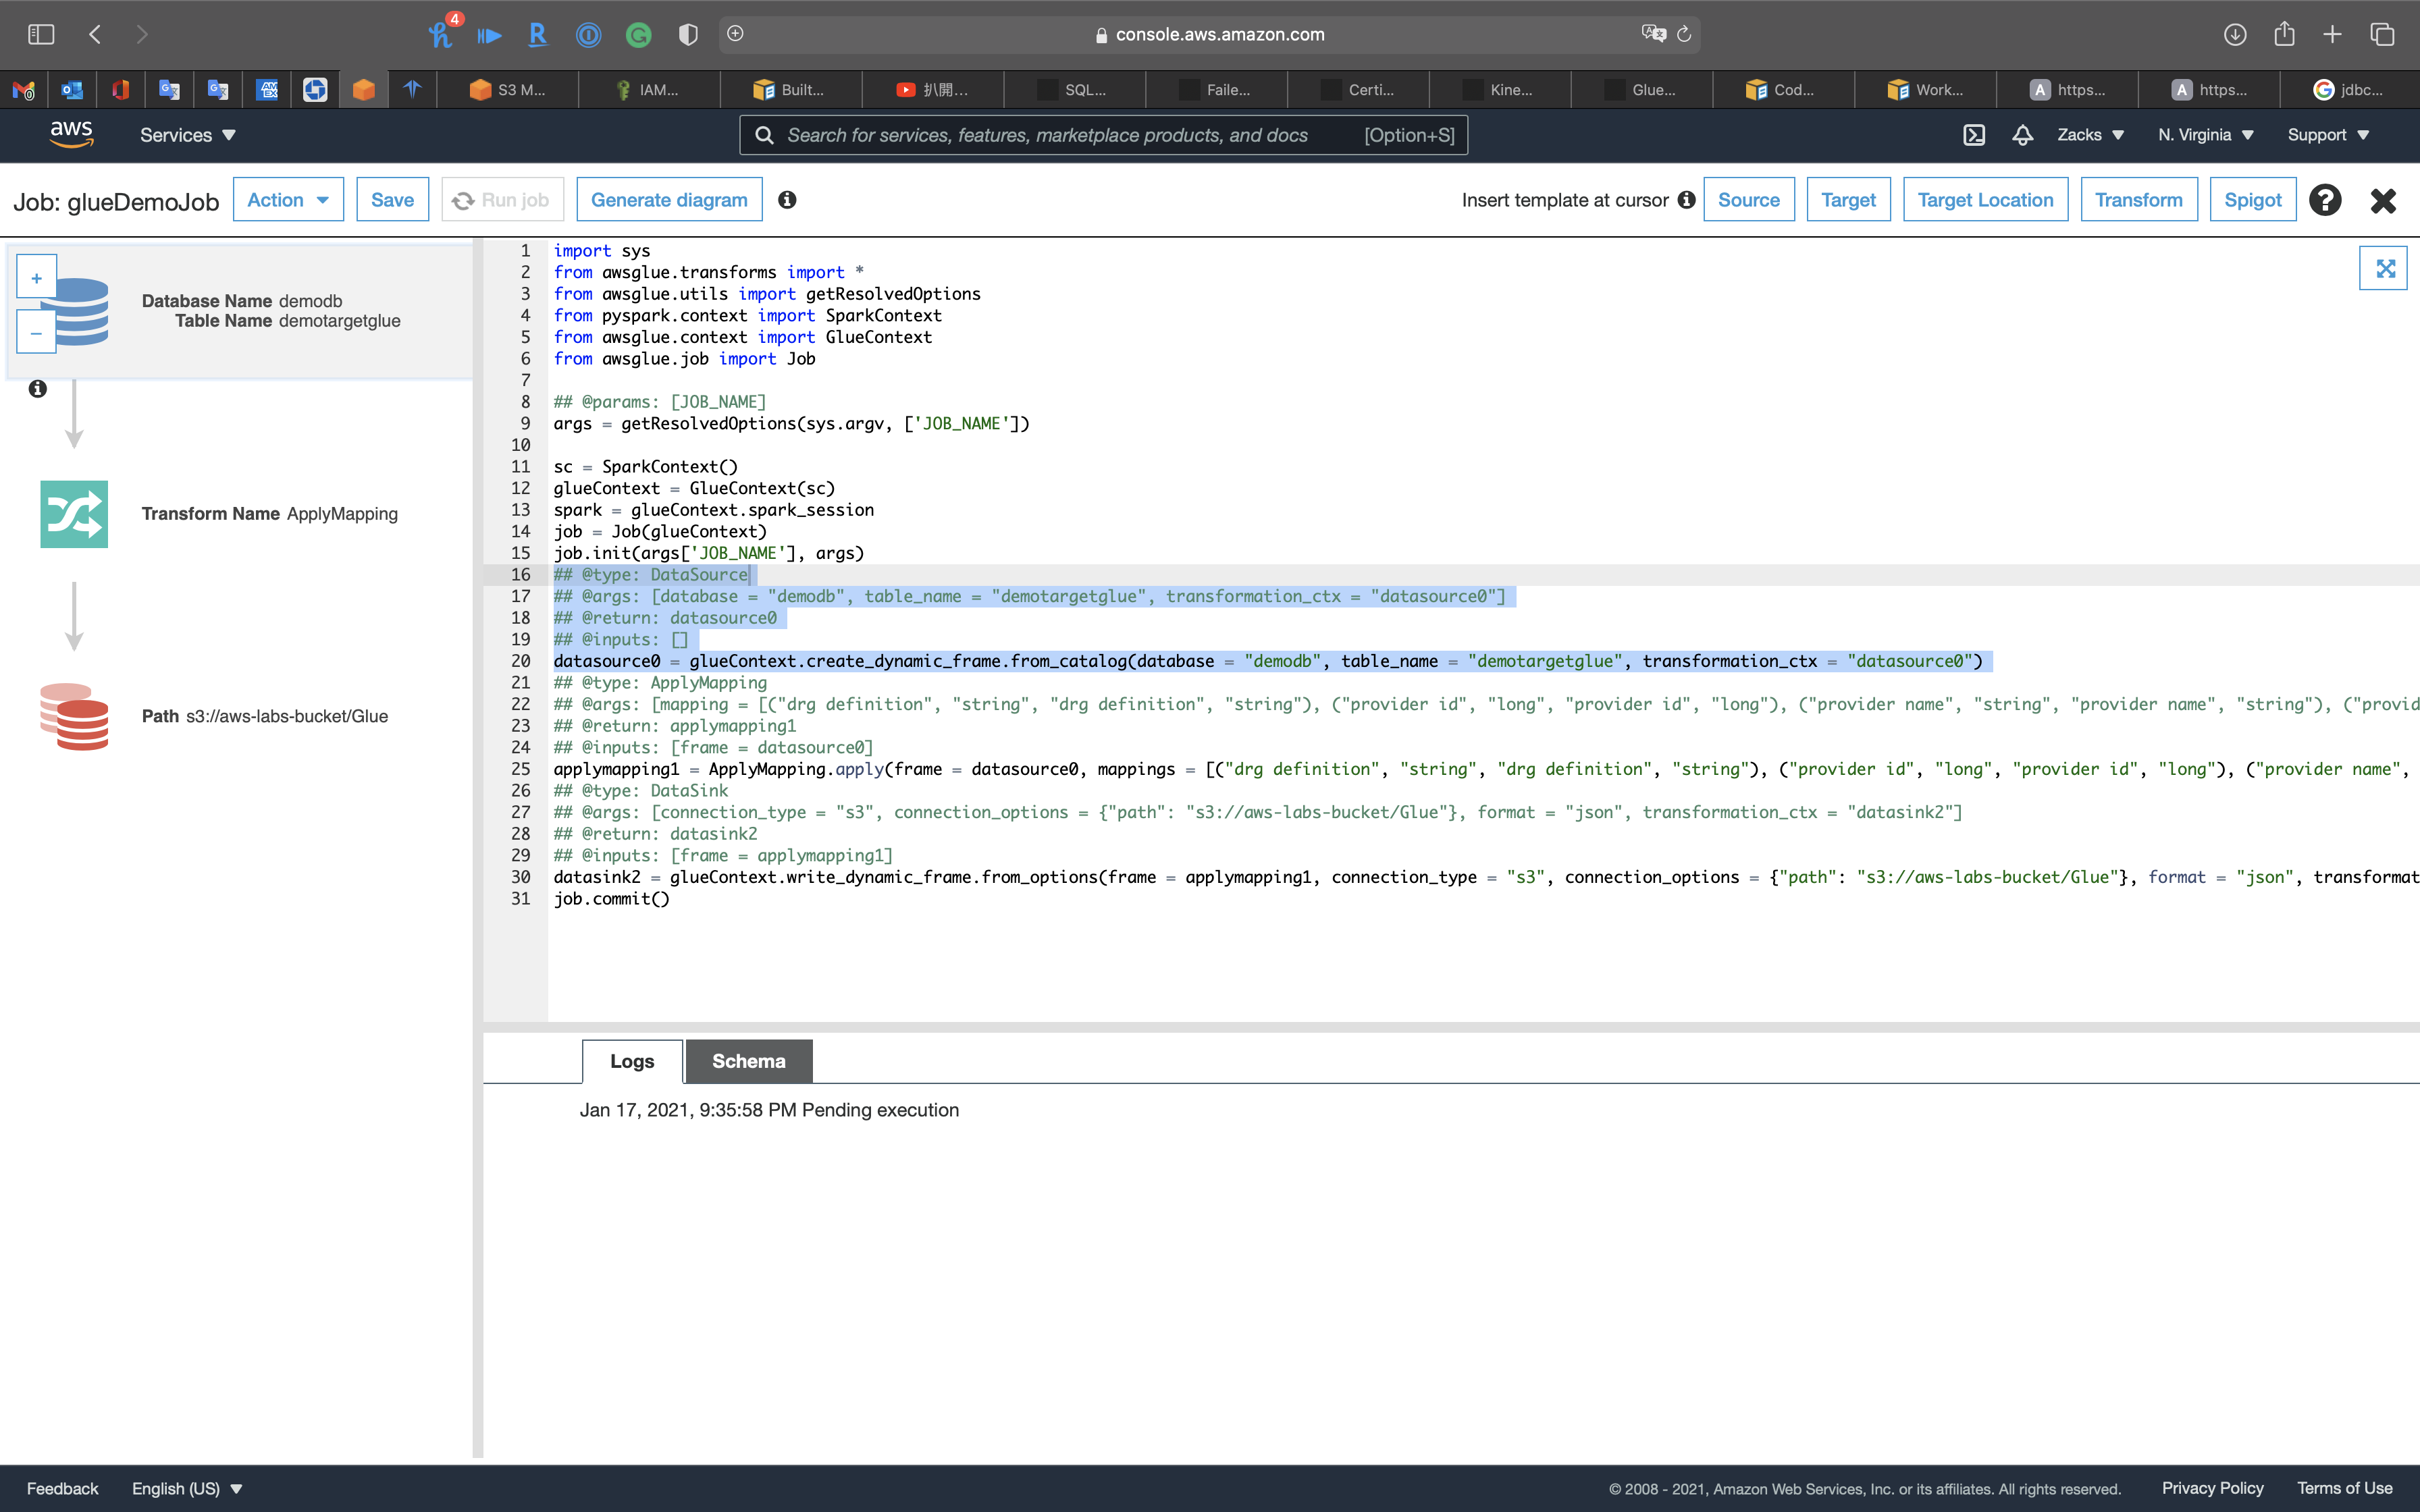 4
console.aws.amazon.com
S3 M...
IAM...
Built...
扒開...
SQL...
Faile...
Certi...
Kine...
Glue...
Cod...
Work...
https...
https...
jdbc...
aws
Services
Search for services, features, marketplace products, and docs [Option+S]
Zacks
N. Virginia
Support
Job: glueDemoJob
Action
Save
Run job
Generate diagram
Insert template at cursor
Source
Target
Target Location
Transform
Spigot
Database Name demodb
Table Name demotargetglue
Transform Name ApplyMapping
Path s3://aws-labs-bucket/Glue
1 import sys
2 from awsglue.transforms import *
3 from awsglue.utils import getResolvedOptions
4 from pyspark.context import SparkContext
5 from awsglue.context import GlueContext
6 from awsglue.job import Job
7
8 ## @params: [JOB_NAME]
9 args = getResolvedOptions(sys.argv, ['JOB_NAME'])
10
11 sc = SparkContext()
12 glueContext = GlueContext(sc)
13 spark = glueContext.spark_session
14 job = Job(glueContext)
15 job.init(args['JOB_NAME'], args)
16 ## @type: DataSource
17 ## @args: [database = "demodb", table_name = "demotargetglue", transformation_ctx = "datasource0"]
18 ## @return: datasource0
19 ## @inputs: []
20 datasource0 = glueContext.create_dynamic_frame.from_catalog(database = "demodb", table_name = "demotargetglue", transformation_ctx = "datasource0")
21 ## @type: ApplyMapping
22 ## @args: [mapping = [("drg definition", "string", "drg definition", "string"), ("provider id", "long", "provider id", "long"), ("provider name", "string", "provider name", "string"), ("provid
23 ## @return: applymapping1
24 ## @inputs: [frame = datasource0]
25 applymapping1 = ApplyMapping.apply(frame = datasource0, mappings = [("drg definition", "string", "drg definition", "string"), ("provider id", "long", "provider id", "long"), ("provider name",
26 ## @type: DataSink
27 ## @args: [connection_type = "s3", connection_options = {"path": "s3://aws-labs-bucket/Glue"}, format = "json", transformation_ctx = "datasink2"]
28 ## @return: datasink2
29 ## @inputs: [frame = applymapping1]
30 datasink2 = glueContext.write_dynamic_frame.from_options(frame = applymapping1, connection_type = "s3", connection_options = {"path": "s3://aws-labs-bucket/Glue"}, format = "json", transformat
31 job.commit()
Logs
Schema
Jan 17, 2021, 9:35:58 PM Pending execution
Feedback
English (US)
© 2008 - 2021, Amazon Web Services, Inc. or its affiliates. All rights reserved.
Privacy Policy
Terms of Use